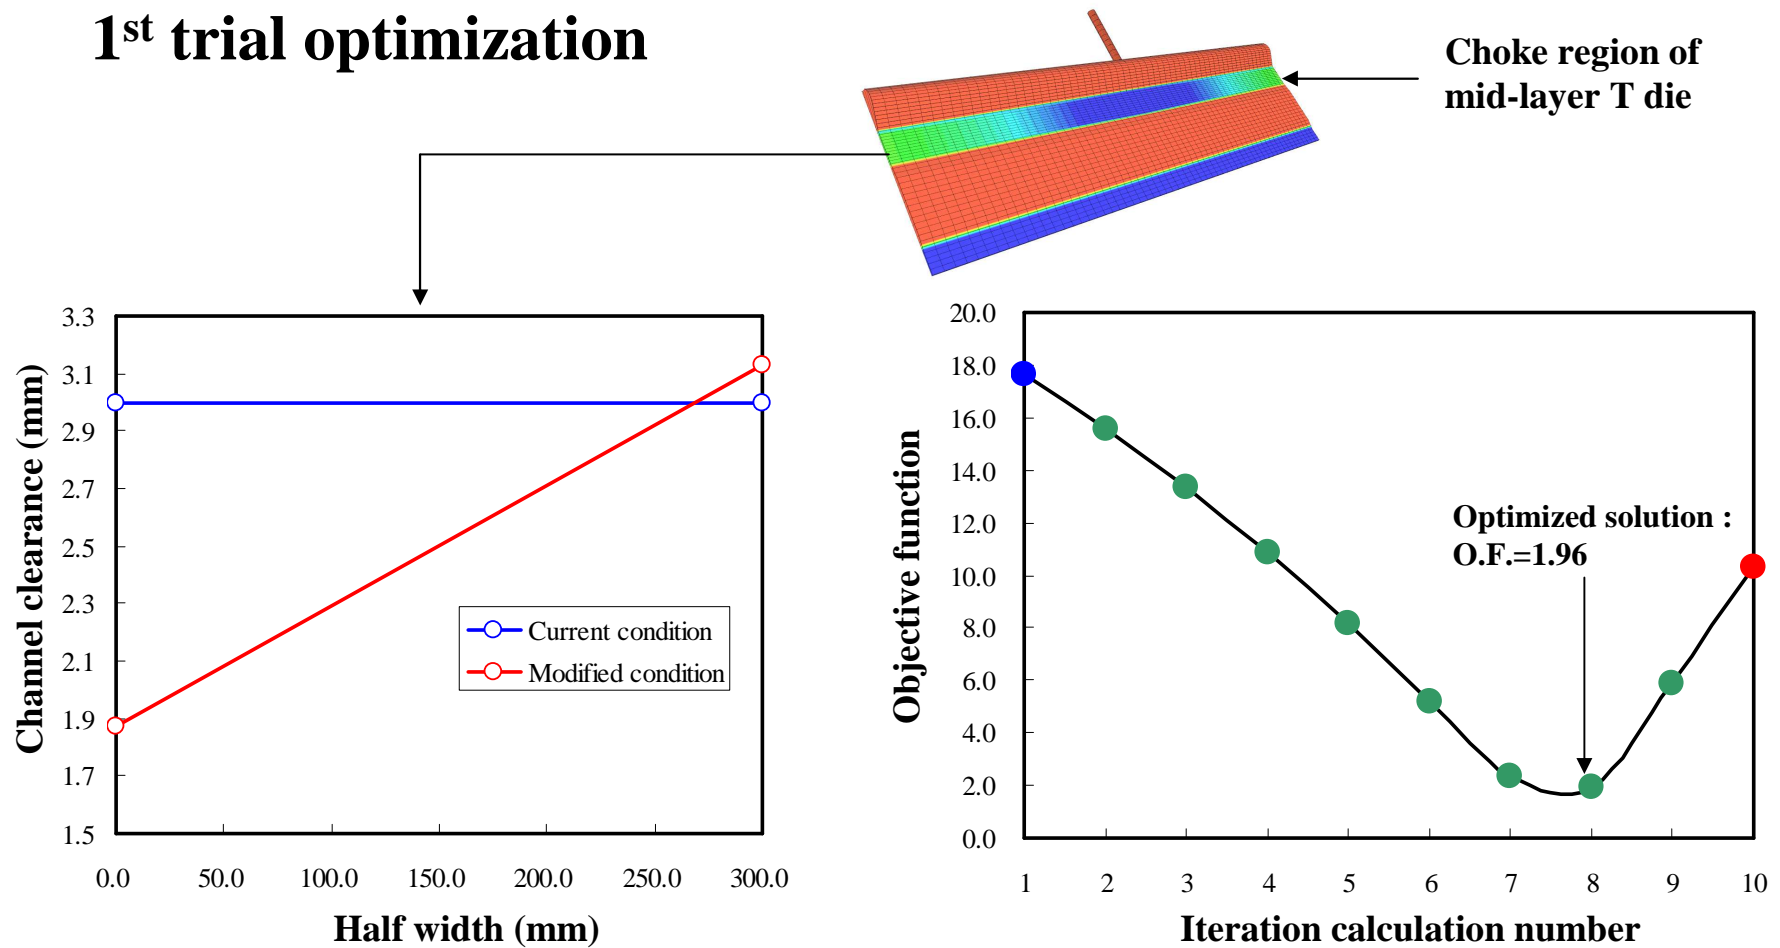 1st trial optimization
Choke region of
mid-layer T die
3.3
3.1
2.9
2.7
2.5
2.3
2.1
1.9
1.7
1.5
Channel clearance (mm)
Current condition
Modified condition
0.0 50.0 100.0 150.0 200.0 250.0 300.0
Half width (mm)
20.0
18.0
16.0
14.0
12.0
10.0
8.0
6.0
4.0
2.0
0.0
Objective function
Optimized solution :
O.F.=1.96
1 2 3 4 5 6 7 8 9 10
Iteration calculation number